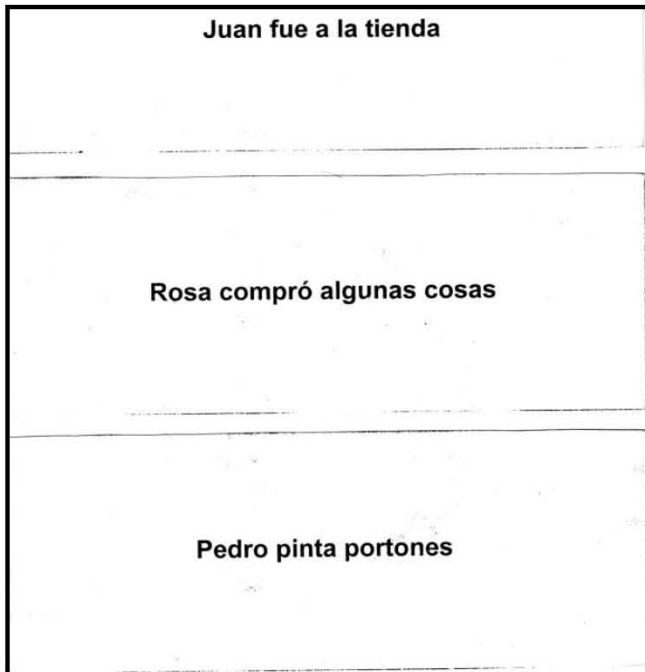 Juan fue a la tienda
Rosa compró algunas cosas
Pedro pinta portones